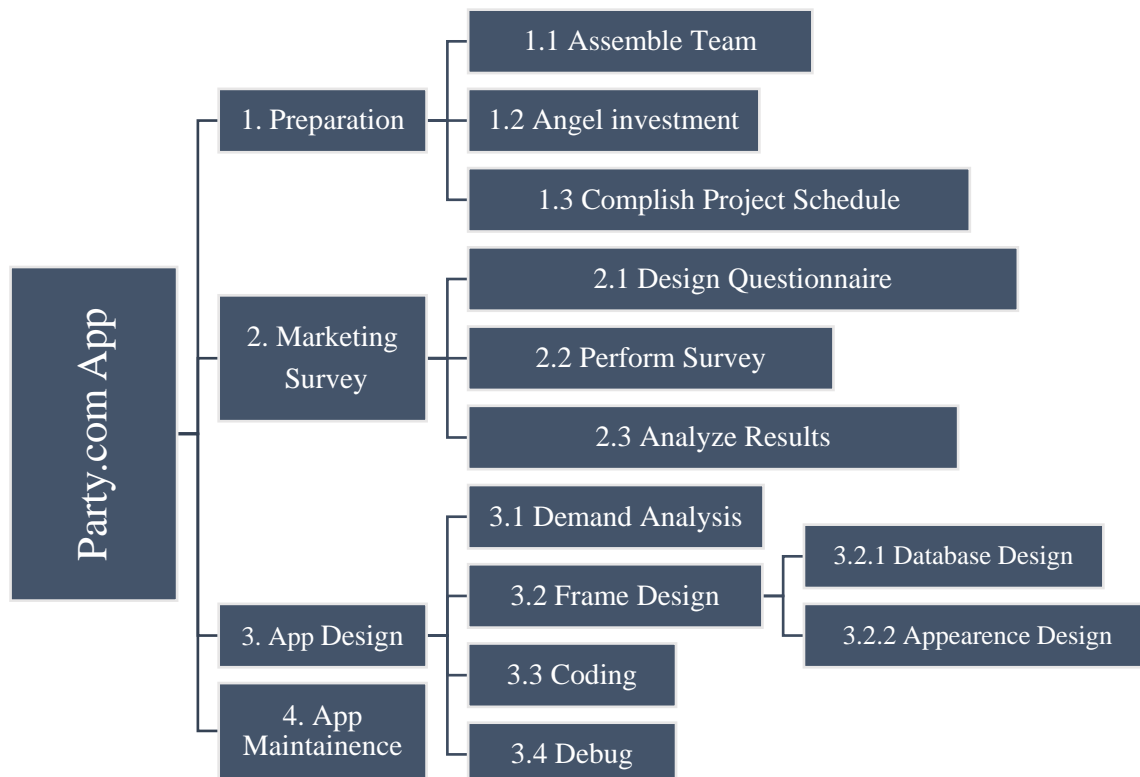 Party.com App
1. Preparation
1.1 Assemble Team
1.2 Angel investment
1.3 Complish Project Schedule
2. Marketing
Survey
2.1 Design Questionnaire
2.2 Perform Survey
2.3 Analyze Results
3. App Design
3.1 Demand Analysis
3.2 Frame Design
3.2.1 Database Design
3.2.2 Appearence Design
3.3 Coding
3.4 Debug
4. App
Maintainence